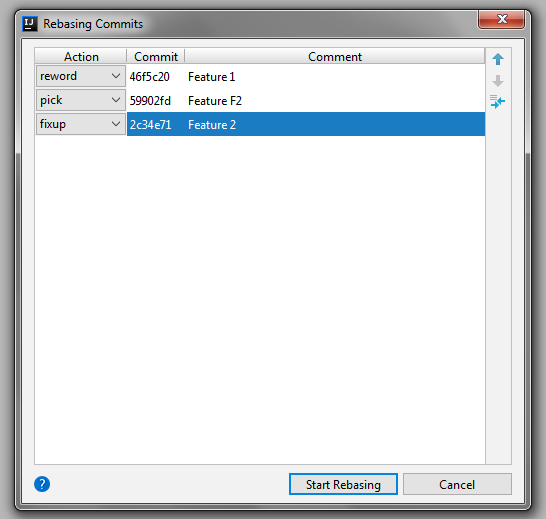 IJ Rebasing Commits
Action Commit Comment
reword 46f5c20 Feature 1
pick 59902fd Feature F2
fixup 2c34e71 Feature 2
? Start Rebasing Cancel